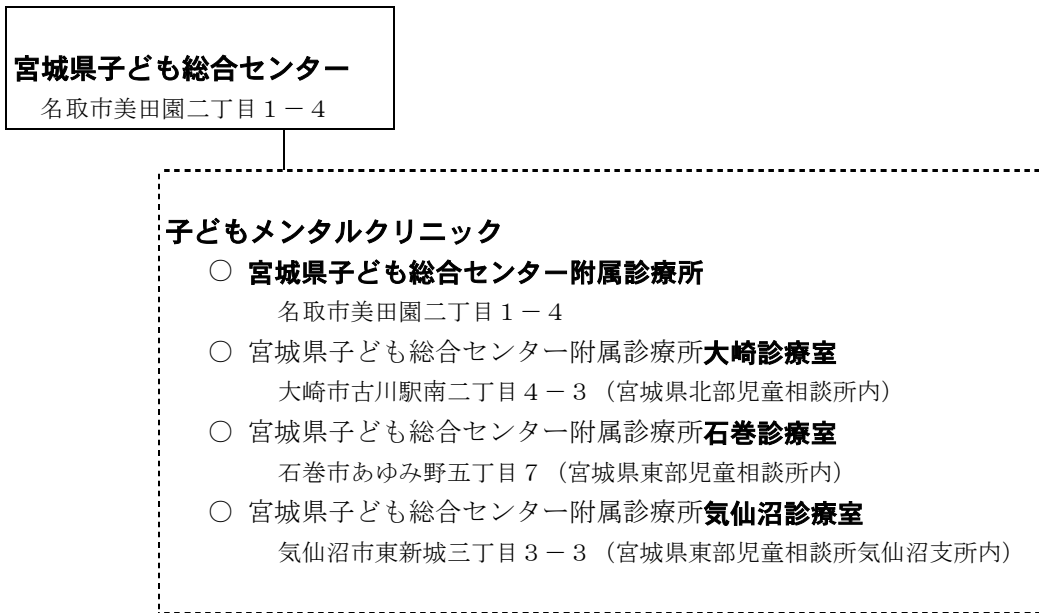 宮城県子ども総合センター
名取市美田園二丁目１－４
子どもメンタルクリニック
○ 宮城県子ども総合センター附属診療所
名取市美田園二丁目１－４
○ 宮城県子ども総合センター附属診療所大崎診療室
大崎市古川駅南二丁目４－３（宮城県北部児童相談所内）
○ 宮城県子ども総合センター附属診療所石巻診療室
石巻市あゆみ野五丁目７（宮城県東部児童相談所内）
○ 宮城県子ども総合センター附属診療所気仙沼診療室
気仙沼市東新城三丁目３－３（宮城県東部児童相談所気仙沼支所内）